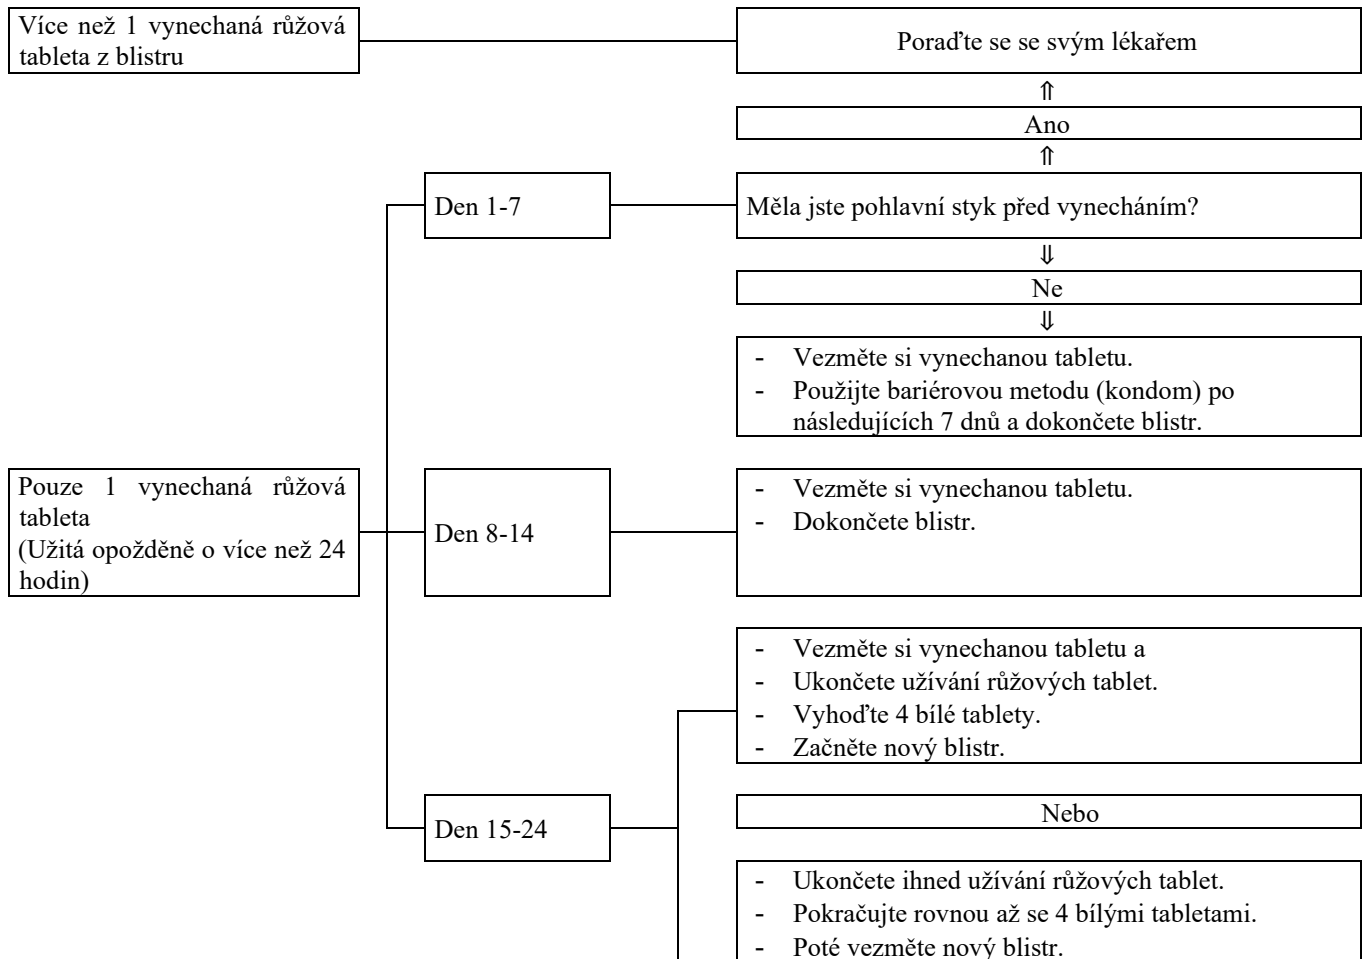 Více než 1 vynechaná růžová
tableta z blistru
Poraďte se se svým lékařem
⇑
Ano
⇑
Den 1-7
Měla jste pohlavní styk před vynecháním?
⇓
Ne
⇓
- Vezměte si vynechanou tabletu.
- Použijte bariérovou metodu (kondom) po
následujících 7 dnů a dokončete blistr.
Pouze 1 vynechaná růžová
tableta
(Užitá opožděně o více než 24
hodin)
Den 8-14
- Vezměte si vynechanou tabletu.
- Dokončete blistr.
- Vezměte si vynechanou tabletu a
- Ukončete užívání růžových tablet.
- Vyhoďte 4 bílé tablety.
- Začněte nový blistr.
Den 15-24
Nebo
- Ukončete ihned užívání růžových tablet.
- Pokračujte rovnou až se 4 bílými tabletami.
- Poté vezměte nový blistr.